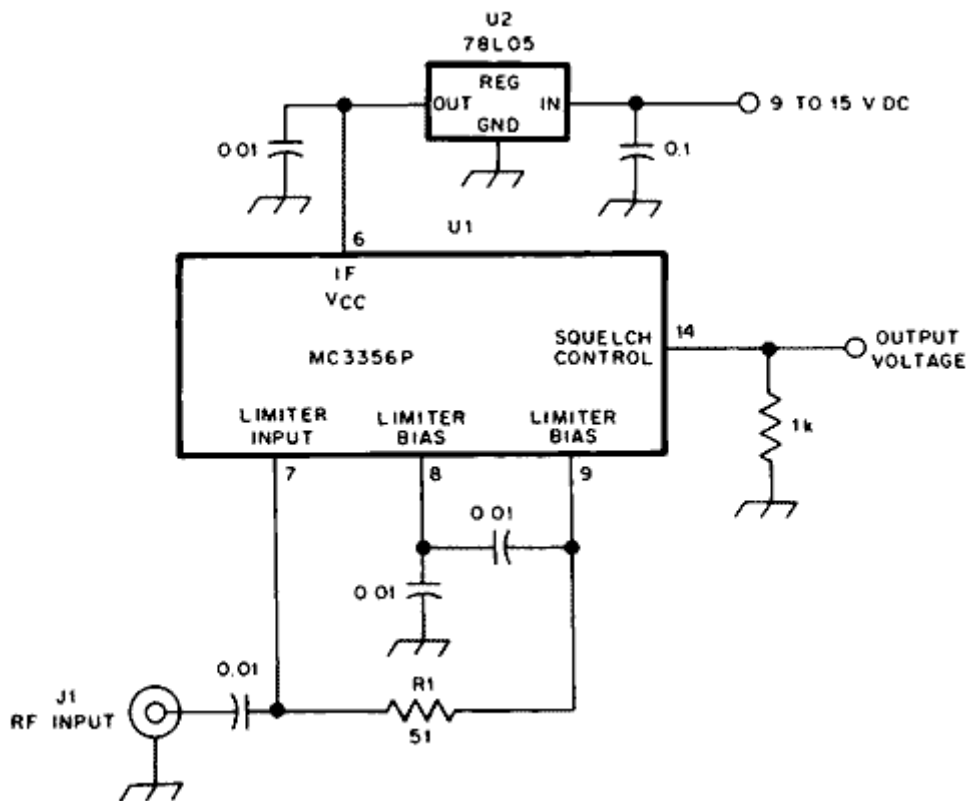 U2
78L05
REG
OUT
IN
GND
9 TO 15 V DC
0.01
0.1
U1
6
IF
VCC
MC3356P
SQUELCH
CONTROL
14
OUTPUT
VOLTAGE
1k
LIMITER
INPUT
LIMITER
BIAS
LIMITER
BIAS
7
8
9
0.01
0.01
0.01
J1
RF INPUT
R1
51